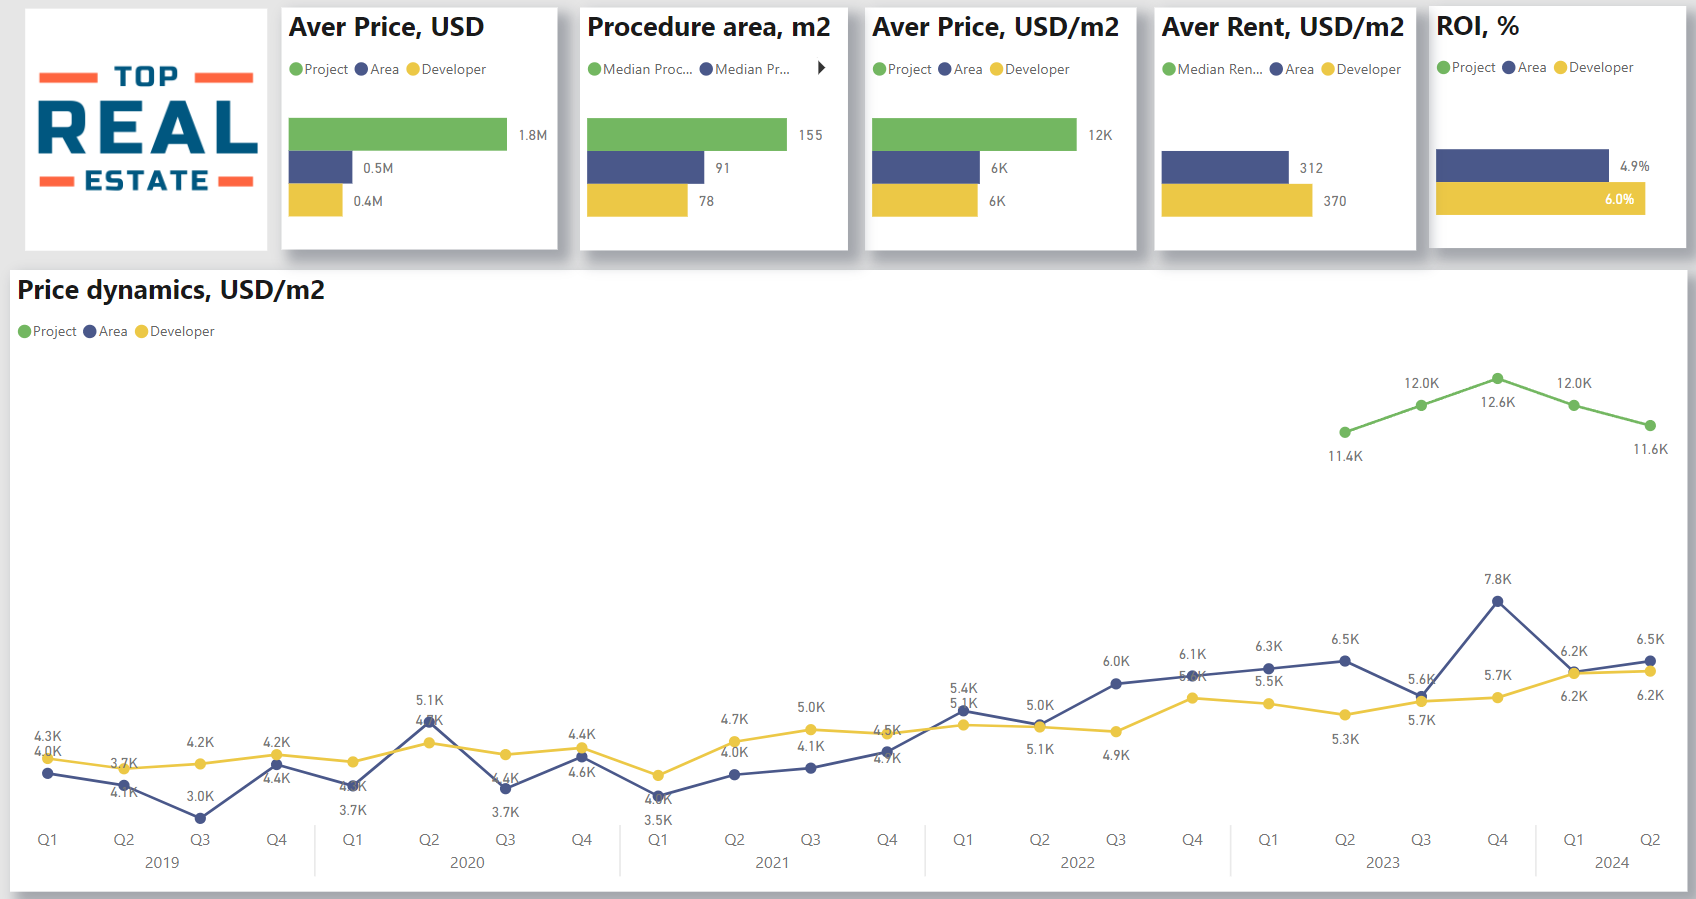 TOP
REAL
ESTATE
Aver Price, USD
Project Area Developer
1.8M
0.5M
0.4M
Procedure area, m2
Median Proc... Median Pr...
155
91
78
Aver Price, USD/m2
Project Area Developer
12K
6K
6K
Aver Rent, USD/m2
Median Ren... Area Developer
312
370
ROI, %
Project Area Developer
4.9%
6.0%
Price dynamics, USD/m2
Project Area Developer
12.0K 12.0K
12.6K
11.4K 11.6K
7.8K
6.0K 6.1K 6.3K 6.5K 6.2K 6.5K
5.4K 5.5K 5.6K 5.7K
5.1K 5.1K 6.2K 6.2K
4.7K 5.0K 5.0K 5.7K
4.3K 4.2K 4.2K 4.4K 4.5K 5.3K
4.0K 4.0K 4.1K 5.1K 4.9K
3.7K 4.4K 4.4K 4.6K 4.7K
4.1K 3.0K 3.7K 3.7K 3.5K
Q1 Q2 Q3 Q4 Q1 Q2 Q3 Q4 Q1 Q2 Q3 Q4 Q1 Q2 Q3 Q4 Q1 Q2 Q3 Q4 Q1 Q2
2019 2020 2021 2022 2023 2024